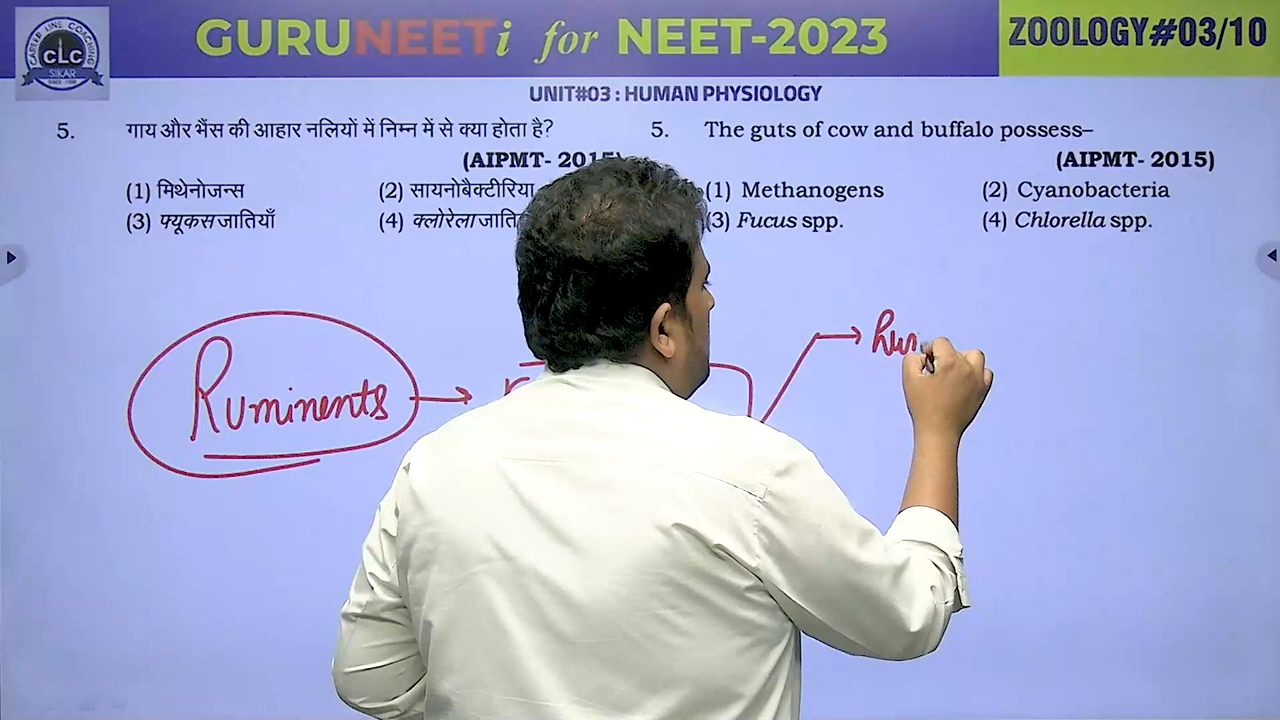 GURUNEETi for NEET-2023
ZOOLOGY#03/10
CAREER LINE COACHING
CLC
SIKAR
UNIT#03 : HUMAN PHYSIOLOGY
5. गाय और भैंस की आहार नलियों में निम्न में से क्या होता है?
(AIPMT- 2015)
(1) मिथेनोजन्स (2) सायनोबैक्टीरिया
(3) फ्यूकस जातियाँ (4) क्लोरेला
5. The guts of cow and buffalo possess–
(AIPMT- 2015)
(1) Methanogens (2) Cyanobacteria
(3) Fucus spp. (4) Chlorella spp.
Ruminents